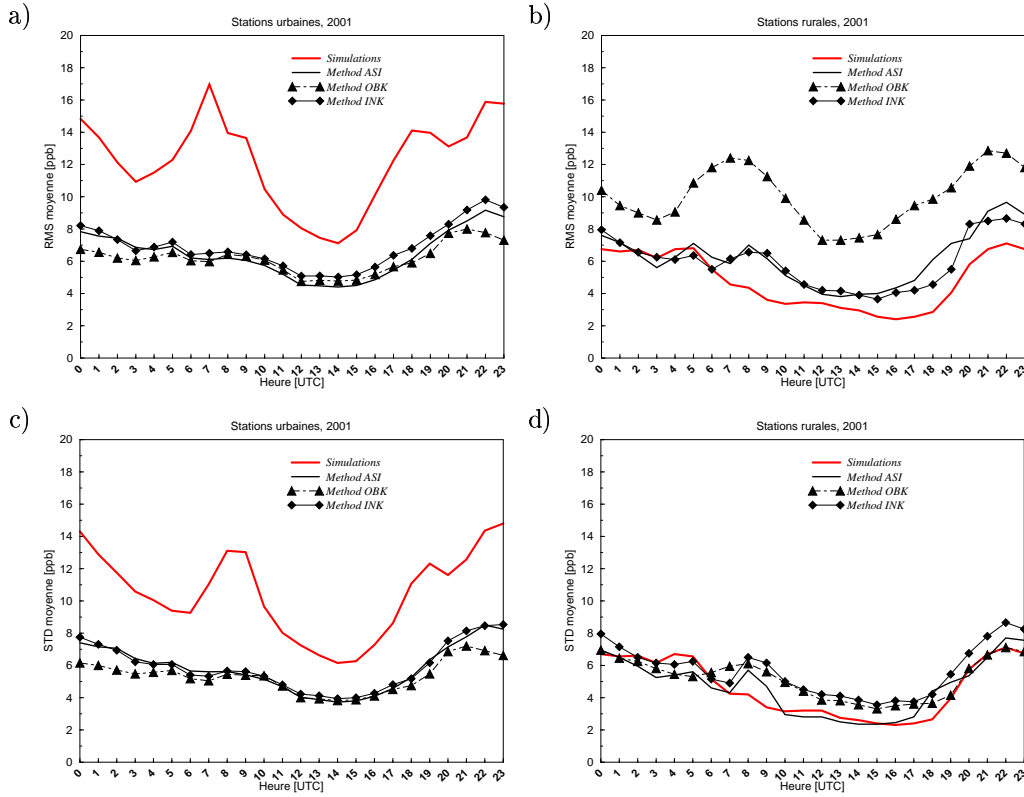 a)
Stations urbaines, 2001
RMS moyenne [ppb]
20
18
16
14
12
10
8
6
4
2
0
Simulations
Method ASI
Method OBK
Method INK
0 1 2 3 4 5 6 7 8 9 10 11 12 13 14 15 16 17 18 19 20 21 22 23
Heure [UTC]
b)
Stations rurales, 2001
RMS moyenne [ppb]
20
18
16
14
12
10
8
6
4
2
0
Simulations
Method ASI
Method OBK
Method INK
0 1 2 3 4 5 6 7 8 9 10 11 12 13 14 15 16 17 18 19 20 21 22 23
Heure [UTC]
c)
Stations urbaines, 2001
STD moyenne [ppb]
20
18
16
14
12
10
8
6
4
2
0
Simulations
Method ASI
Method OBK
Method INK
0 1 2 3 4 5 6 7 8 9 10 11 12 13 14 15 16 17 18 19 20 21 22 23
Heure [UTC]
d)
Stations rurales, 2001
STD moyenne [ppb]
20
18
16
14
12
10
8
6
4
2
0
Simulations
Method ASI
Method OBK
Method INK
0 1 2 3 4 5 6 7 8 9 10 11 12 13 14 15 16 17 18 19 20 21 22 23
Heure [UTC]